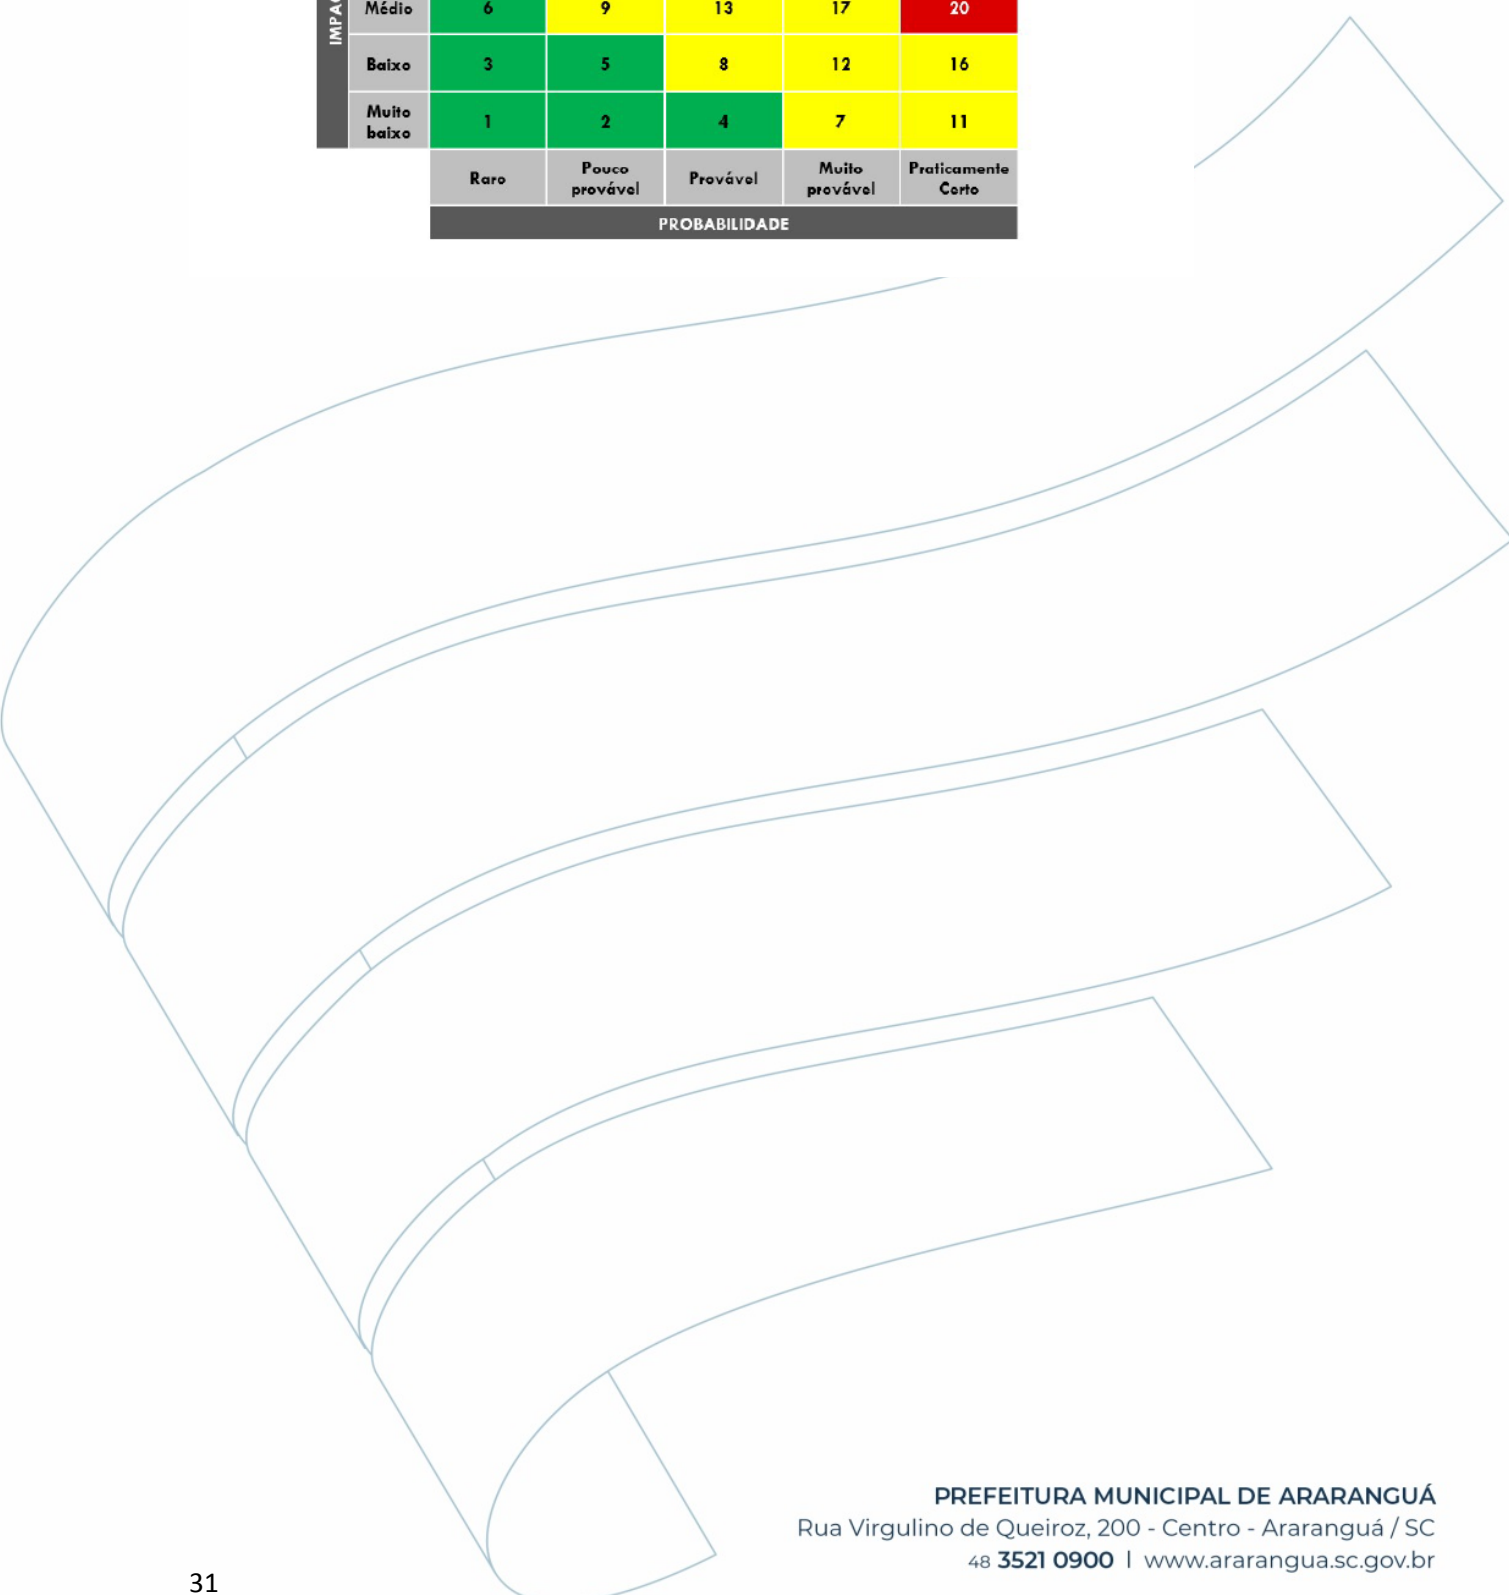 IMPAC
Médio 6 9 13 17 20
Baixo 3 5 8 12 16
Muito
baixo 1 2 4 7 11
Raro Pouco
provável Provável Muito
provável Praticamente
Certo
PROBABILIDADE
PREFEITURA MUNICIPAL DE ARARANGUÁ
Rua Virgulino de Queiroz, 200 - Centro - Araranguá / SC
48 3521 0900 | www.ararangua.sc.gov.br
31